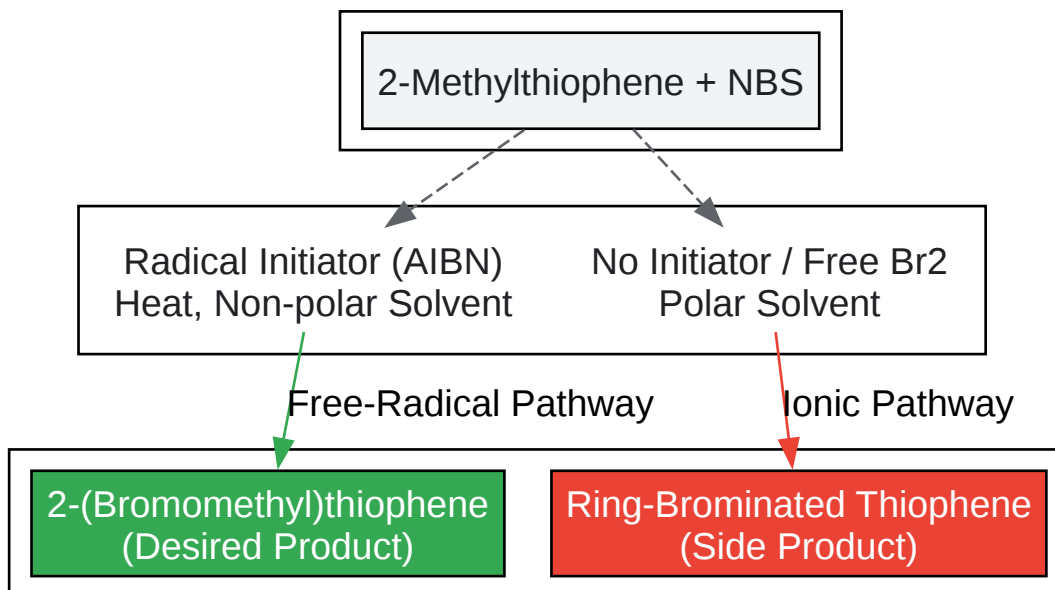 2-Methylthiophene + NBS
Radical Initiator (AIBN)
Heat, Non-polar Solvent
No Initiator / Free Br2
Polar Solvent
Free-Radical Pathway
Ionic Pathway
2-(Bromomethyl)thiophene
(Desired Product)
Ring-Brominated Thiophene
(Side Product)